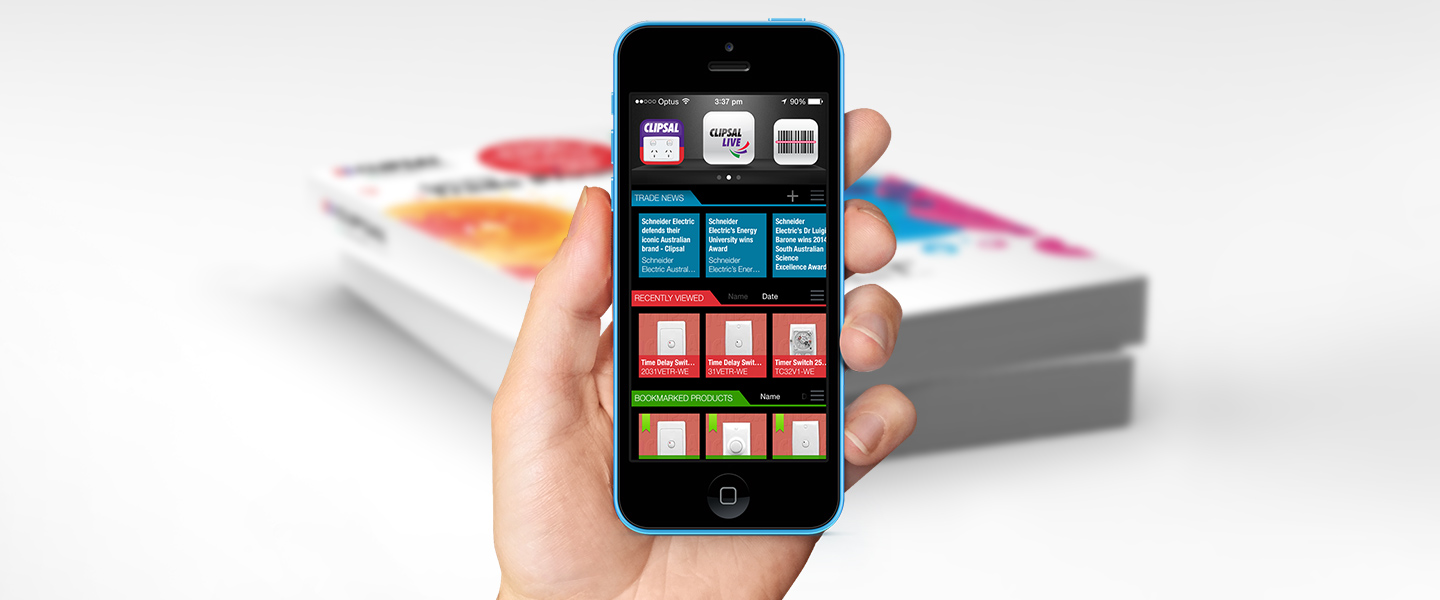 Optus 3:37 pm 90%
CLIPSAL
CLIPSAL
LIVE
TRADE NEWS
Schneider Electric
defends their
iconic Australian
brand - Clipsal
Schneider
Electric Austral...
Schneider
Electric's Energy
University wins
Award
Schneider
Electric's Ener...
Schneider
Electric's Dr Luigi
Barone wins 2014
South Australian
Science
Excellence Award
RECENTLY VIEWED Name Date
Time Delay Swit...
2031VETR-WE
Time Delay Swit...
31VETR-WE
Timer Switch 25...
TC32V1-WE
BOOKMARKED PRODUCTS Name D
CLIPSAL